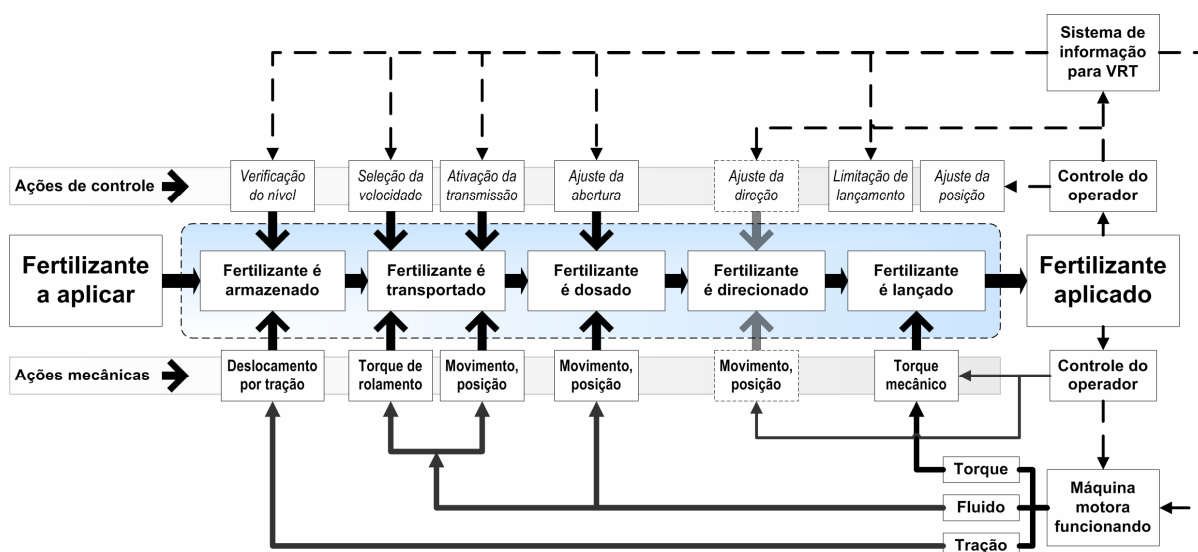 Sistema de
informação
para VRT
Ações de controle
Verificação
do nível
Seleção da
velocidade
Ativação da
transmissão
Ajuste da
abertura
Ajuste da
direção
Limitação de
lançamento
Ajuste da
posição
Controle do
operador
Fertilizante
a aplicar
Fertilizante é
armazenado
Fertilizante é
transportado
Fertilizante
é dosado
Fertilizante
é direcionado
Fertilizante
é lançado
Fertilizante
aplicado
Ações mecânicas
Deslocamento
por tração
Torque de
rolamento
Movimento,
posição
Movimento,
posição
Movimento,
posição
Torque
mecânico
Controle do
operador
Torque
Fluido
Tração
Máquina
motora
funcionando